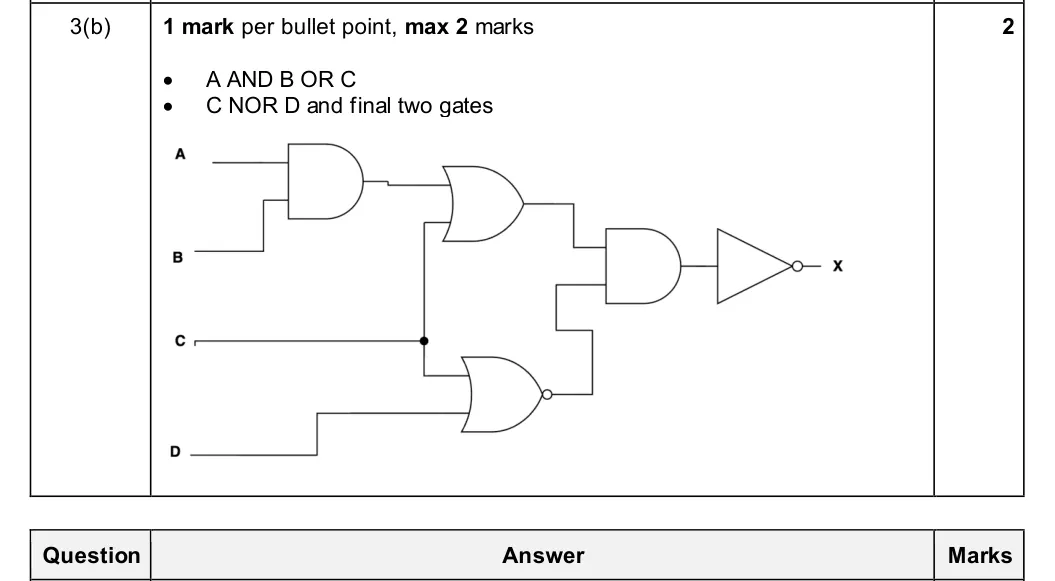 3(b) 1 mark per bullet point, max 2 marks 2
• A AND B OR C
• C NOR D and final two gates
A
B
X
C
D
Question Answer Marks